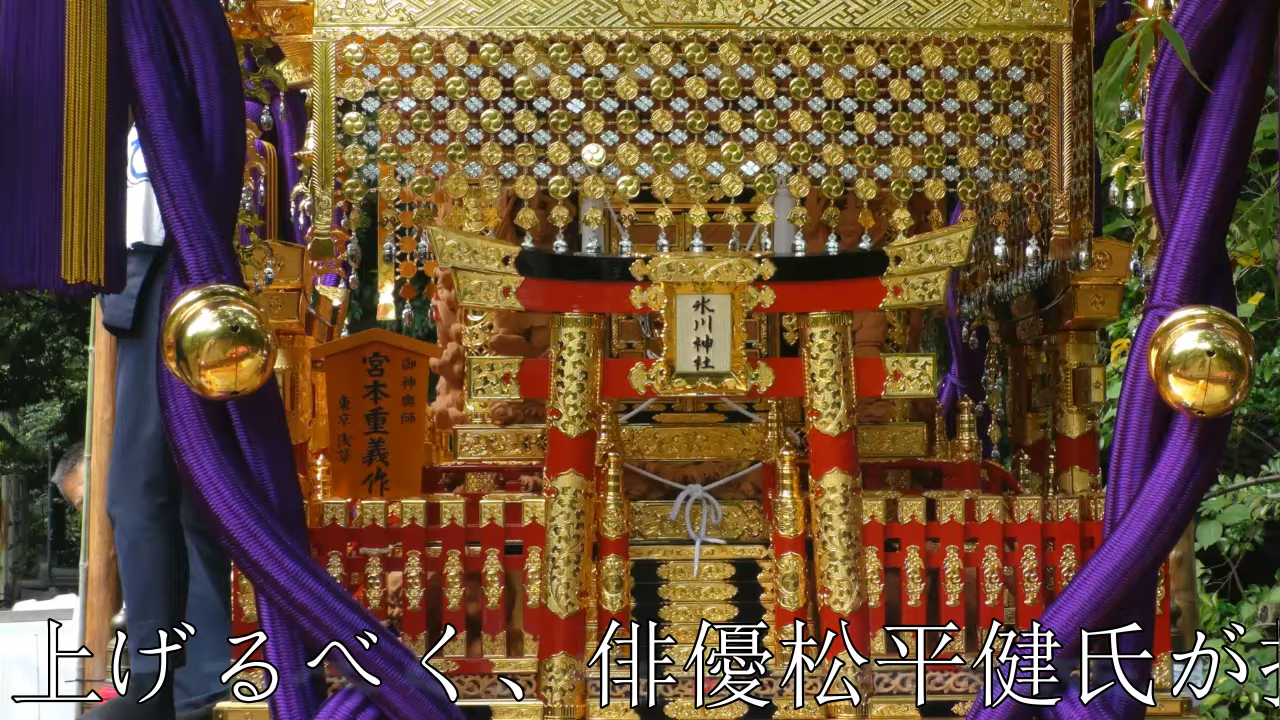 氷川神社
御神輿師
宮本重義作
東京 浅草
上げるべく、俳優松平健氏が